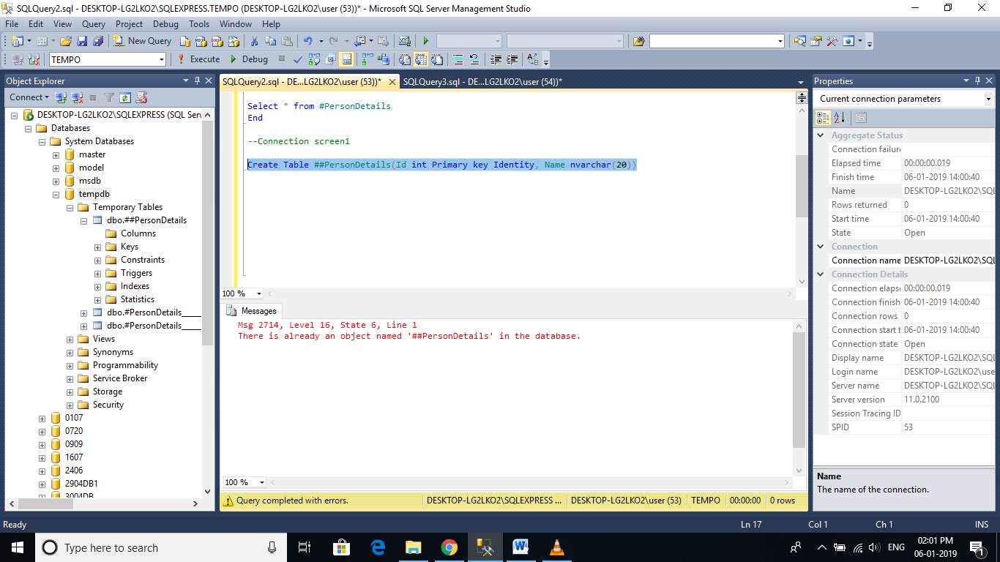 SQLQuery2.sql - DESKTOP-LG2LKO2\SQLEXPRESS.TEMPO (DESKTOP-LG2LKO2\user (53))* - Microsoft SQL Server Management Studio
File Edit View Query Project Debug Tools Window Help
New Query
TEMPO Execute Debug
Object Explorer
Connect
DESKTOP-LG2LKO2\SQLEXPRESS (SQL Serv
Databases
System Databases
master
model
msdb
tempdb
Temporary Tables
dbo.##PersonDetails
Columns
Keys
Constraints
Triggers
Indexes
Statistics
dbo.#PersonDetails_____
dbo.#PersonDetails_____
Views
Synonyms
Programmability
Service Broker
Storage
Security
0107
0720
0909
1607
2406
2904DB1
3004DB
SQLQuery2.sql - DE...LG2LKO2\user (53))* SQLQuery3.sql - DE...LG2LKO2\user (54))*
Select * from #PersonDetails
End
--Connection screen1
Create Table ##PersonDetails(Id int Primary key Identity, Name nvarchar(20))
100 %
Messages
Msg 2714, Level 16, State 6, Line 1
There is already an object named '##PersonDetails' in the database.
100 %
Query completed with errors. DESKTOP-LG2LKO2\SQLEXPRESS ... DESKTOP-LG2LKO2\user (53) TEMPO 00:00:00 0 rows
Properties
Current connection parameters
Aggregate Status
Connection failure
Elapsed time 00:00:00.019
Finish time 06-01-2019 14:00:40
Name DESKTOP-LG2LKO2\SQL
Rows returned 0
Start time 06-01-2019 14:00:40
State Open
Connection
Connection name DESKTOP-LG2LKO2\SQL
Connection Details
Connection elapse 00:00:00.019
Connection finish 06-01-2019 14:00:40
Connection rows 0
Connection start t 06-01-2019 14:00:40
Connection state Open
Display name DESKTOP-LG2LKO2\SQL
Login name DESKTOP-LG2LKO2\use
Server name DESKTOP-LG2LKO2\SQL
Server version 11.0.2100
Session Tracing ID
SPID 53
Name
The name of the connection.
Ready Ln 17 Col 1 Ch 1 INS
Type here to search
ENG
02:01 PM
06-01-2019
1